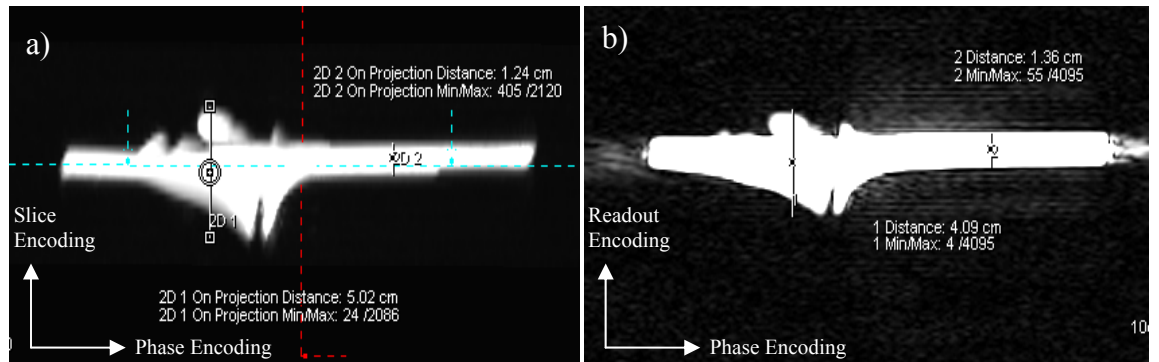 a)
2D 2 On Projection Distance: 1.24 cm
2D 2 On Projection Min/Max: 405 /2120
2D 2
2D 1
Slice
Encoding
2D 1 On Projection Distance: 5.02 cm
2D 1 On Projection Min/Max: 24 /2086
Phase Encoding
b)
2 Distance: 1.36 cm
2 Min/Max: 55 /4095
Readout
Encoding
1 Distance: 4.09 cm
1 Min/Max: 4 /4095
Phase Encoding